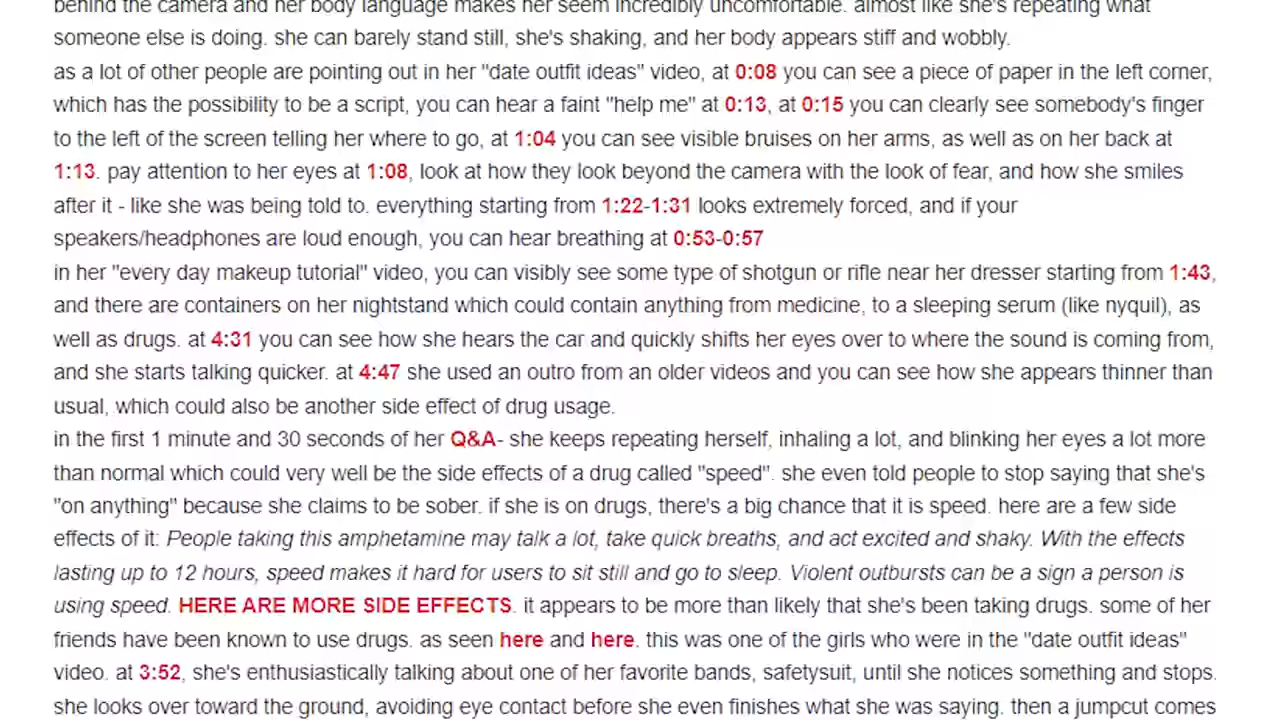 behind the camera and her body language makes her seem incredibly uncomfortable. almost like she's repeating what
someone else is doing. she can barely stand still, she's shaking, and her body appears stiff and wobbly.
as a lot of other people are pointing out in her "date outfit ideas" video, at 0:08 you can see a piece of paper in the left corner,
which has the possibility to be a script, you can hear a faint "help me" at 0:13, at 0:15 you can clearly see somebody's finger
to the left of the screen telling her where to go, at 1:04 you can see visible bruises on her arms, as well as on her back at
1:13. pay attention to her eyes at 1:08, look at how they look beyond the camera with the look of fear, and how she smiles
after it - like she was being told to. everything starting from 1:22-1:31 looks extremely forced, and if your
speakers/headphones are loud enough, you can hear breathing at 0:53-0:57
in her "every day makeup tutorial" video, you can visibly see some type of shotgun or rifle near her dresser starting from 1:43,
and there are containers on her nightstand which could contain anything from medicine, to a sleeping serum (like nyquil), as
well as drugs. at 4:31 you can see how she hears the car and quickly shifts her eyes over to where the sound is coming from,
and she starts talking quicker. at 4:47 she used an outro from an older videos and you can see how she appears thinner than
usual, which could also be another side effect of drug usage.
in the first 1 minute and 30 seconds of her Q&A- she keeps repeating herself, inhaling a lot, and blinking her eyes a lot more
than normal which could very well be the side effects of a drug called "speed". she even told people to stop saying that she's
"on anything" because she claims to be sober. if she is on drugs, there's a big chance that it is speed. here are a few side
effects of it: People taking this amphetamine may talk a lot, take quick breaths, and act excited and shaky. With the effects
lasting up to 12 hours, speed makes it hard for users to sit still and go to sleep. Violent outbursts can be a sign a person is
using speed. HERE ARE MORE SIDE EFFECTS. it appears to be more than likely that she's been taking drugs. some of her
friends have been known to use drugs. as seen here and here. this was one of the girls who were in the "date outfit ideas"
video. at 3:52, she's enthusiastically talking about one of her favorite bands, safetysuit, until she notices something and stops.
she looks over toward the ground, avoiding eye contact before she even finishes what she was saying. then a jumpcut comes